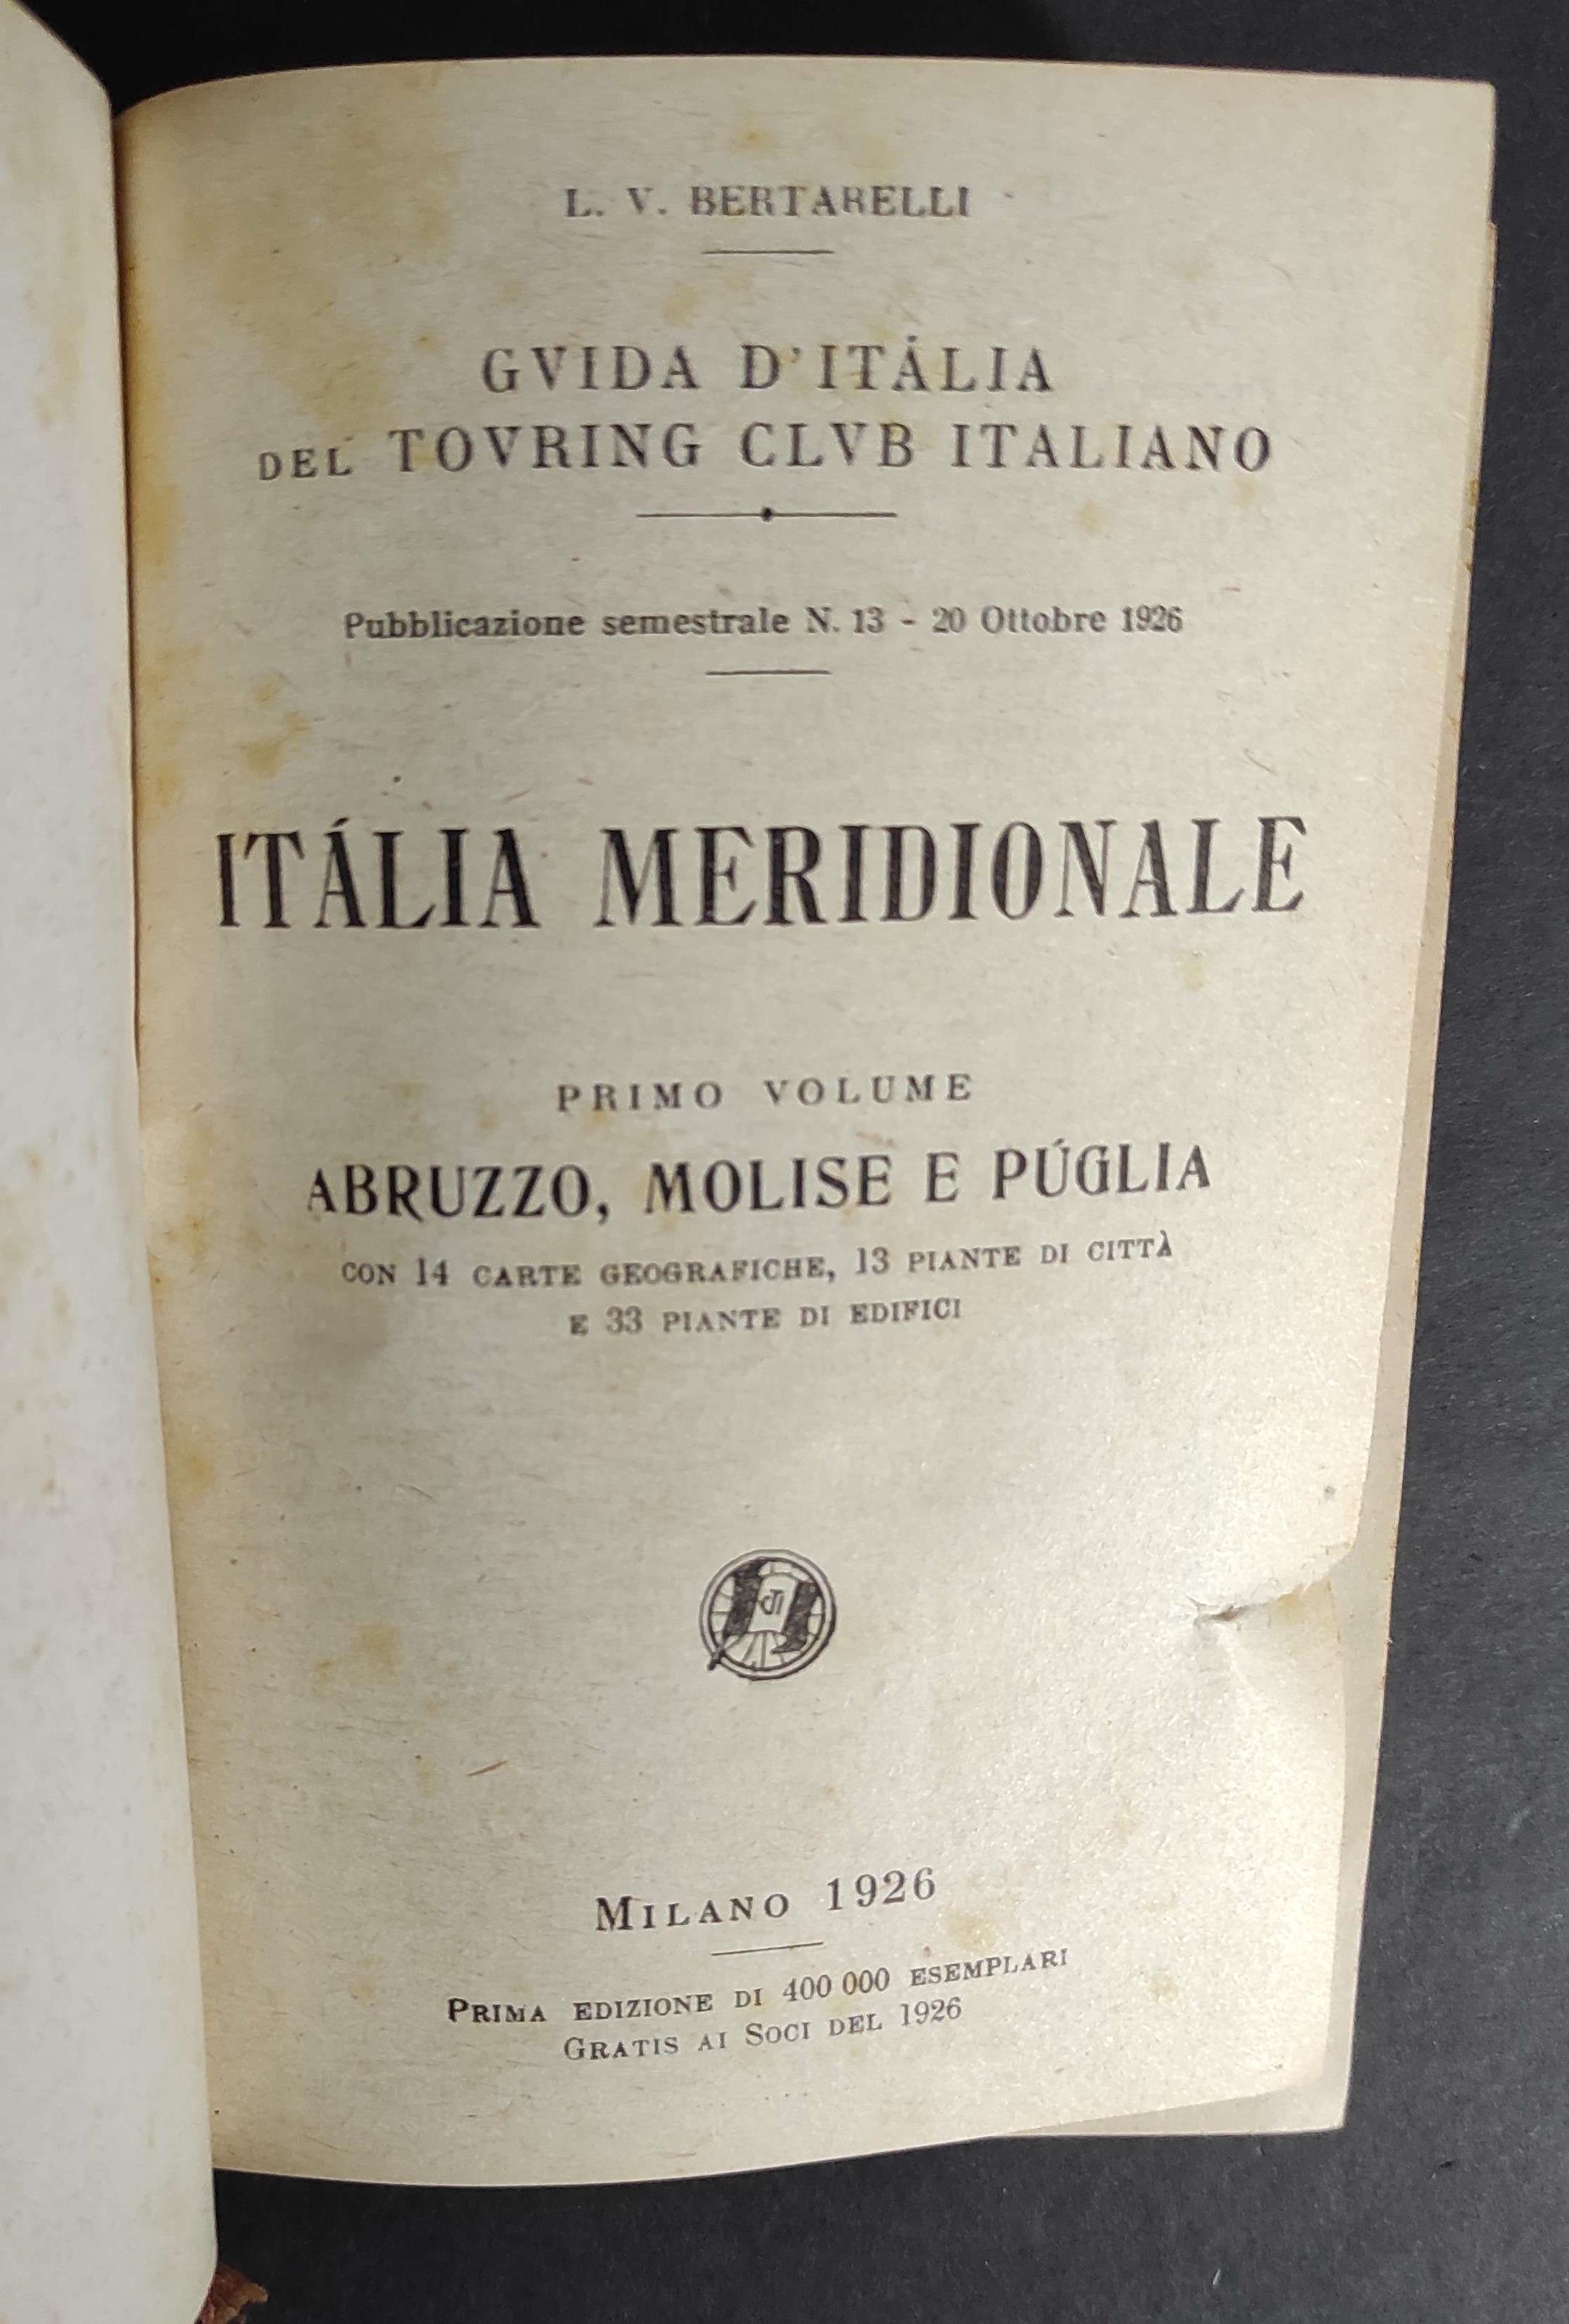 L. V. BERTARELLI
GVIDA D'ITÁLIA
DEL TOVRING CLVB ITALIANO
Pubblicazione semestrale N. 13 - 20 Ottobre 1926
ITÁLIA MERIDIONALE
PRIMO VOLUME
ABRUZZO, MOLISE E PÚGLIA
CON 14 CARTE GEOGRAFICHE, 13 PIANTE DI CITTÀ
E 33 PIANTE DI EDIFICI
MILANO 1926
PRIMA EDIZIONE DI 400 000 ESEMPLARI
GRATIS AI SOCI DEL 1926